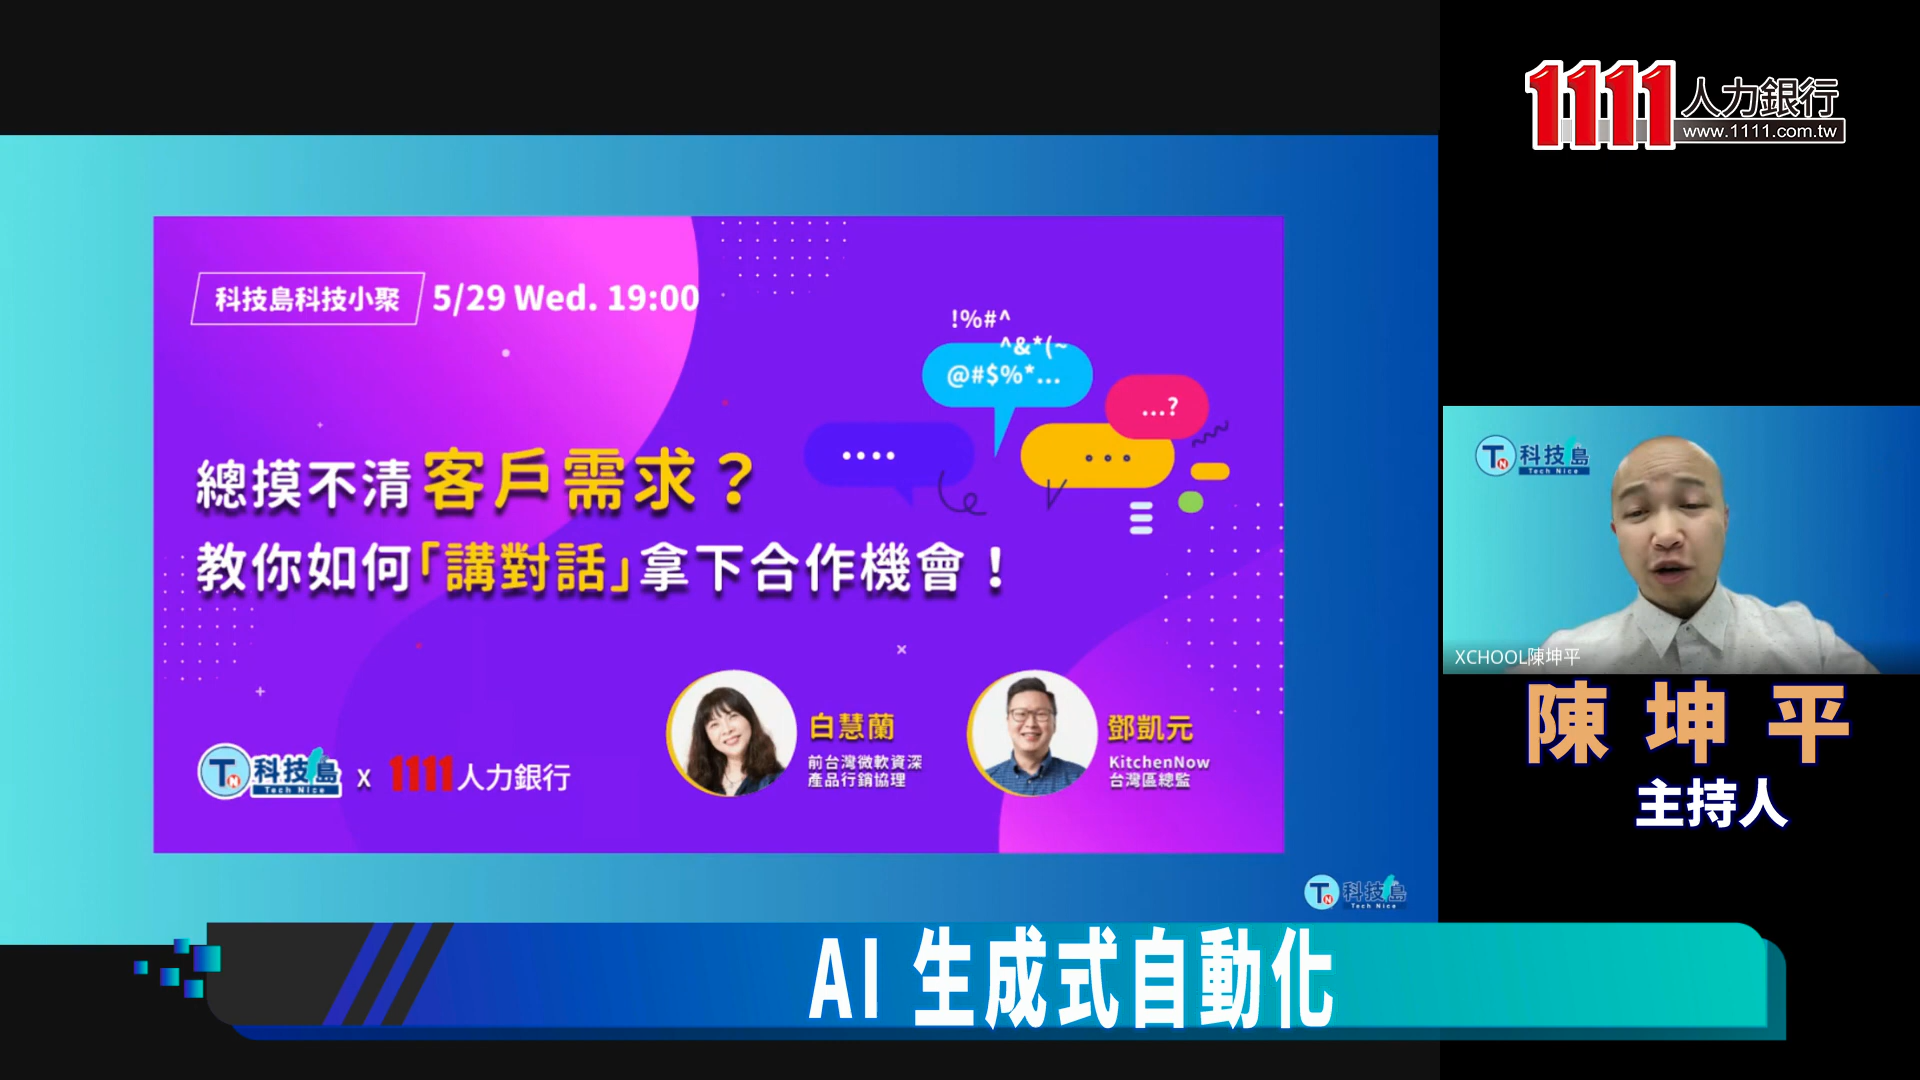 1111人力銀行
www.1111.com.tw
科技島科技小聚 5/29 Wed. 19:00
!%#^
^&*(~
@#$%*...
...?
總摸不清客戶需求？
教你如何「講對話」拿下合作機會！
白慧蘭
前台灣微軟資深
產品行銷協理
鄧凱元
KitchenNow
台灣區總監
TN 科技島
Tech Nice
x 1111人力銀行
TN 科技島
Tech Nice
XCHOOL陳坤平
陳坤平
主持人
TN 科技島
Tech Nice
AI 生成式自動化